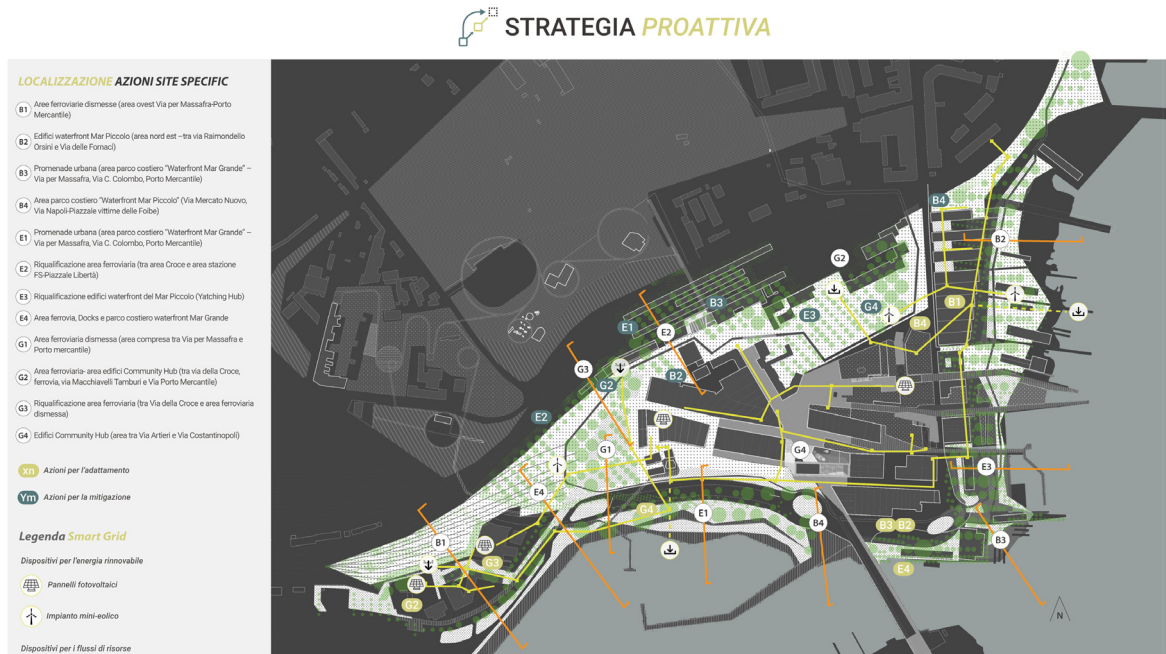 STRATEGIA PROATTIVA
LOCALIZZAZIONE AZIONI SITE SPECIFIC
B1 Aree ferroviarie dismesse (area ovest Via per Massafra-Porto
Mercantile)
B2 Edifici waterfront Mar Piccolo (area nord est –tra via Raimondello
Orsini e Via delle Fornaci)
B3 Promenade urbana (area parco costiero "Waterfront Mar Grande" –
Via per Massafra, Via C. Colombo, Porto Mercantile)
B4 Area parco costiero "Waterfront Mar Piccolo" (Via Mercato Nuovo,
Via Napoli-Piazzale vittime delle Foibe)
E1 Promenade urbana (area parco costiero "Waterfront Mar Grande" –
Via per Massafra, Via C. Colombo, Porto Mercantile)
E2 Riqualificazione area ferroviaria (tra area Croce e area stazione
FS-Piazzale Libertà)
E3 Riqualificazione edifici waterfront del Mar Piccolo (Yatching Hub)
E4 Area ferrovia, Docks e parco costiero waterfront Mar Grande
G1 Area ferroviaria dismessa (area compresa tra Via per Massafra e
Porto mercantile)
G2 Area ferroviaria- area edifici Community Hub (tra via della Croce,
ferrovia, via Macchiavelli Tamburi e Via Porto Mercantile)
G3 Riqualificazione area ferroviaria (tra Via della Croce e area ferroviaria
dismessa)
G4 Edifici Community Hub (area tra Via Artieri e Via Costantinopoli)
xn Azioni per l'adattamento
Ym Azioni per la mitigazione
Legenda Smart Grid
Dispositivi per l'energia rinnovabile
Pannelli fotovoltaici
Impianto mini-eolico
Dispositivi per i flussi di risorse
B4
B2
G2
B3
E3
G4
B1
B4
E1
E2
G3
G2
B2
E2
G1
G4
E3
E4
G4
E1
B4
B3 B2
B3
B1
G3
E4
G2
N